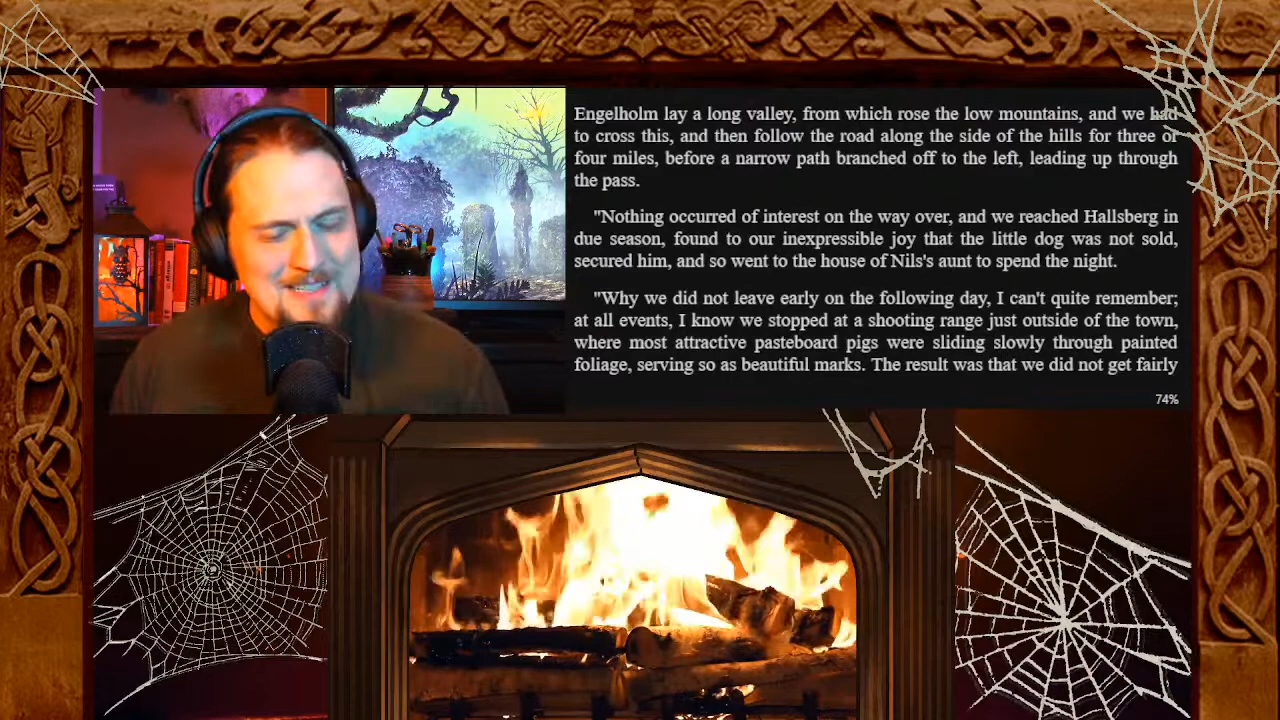 Engelholm lay a long valley, from which rose the low mountains, and we had
to cross this, and then follow the road along the side of the hills for three or
four miles, before a narrow path branched off to the left, leading up through
the pass.
"Nothing occurred of interest on the way over, and we reached Hallsberg in
due season, found to our inexpressible joy that the little dog was not sold,
secured him, and so went to the house of Nils's aunt to spend the night.
"Why we did not leave early on the following day, I can't quite remember;
at all events, I know we stopped at a shooting range just outside of the town,
where most attractive pasteboard pigs were sliding slowly through painted
foliage, serving so as beautiful marks. The result was that we did not get fairly
74%